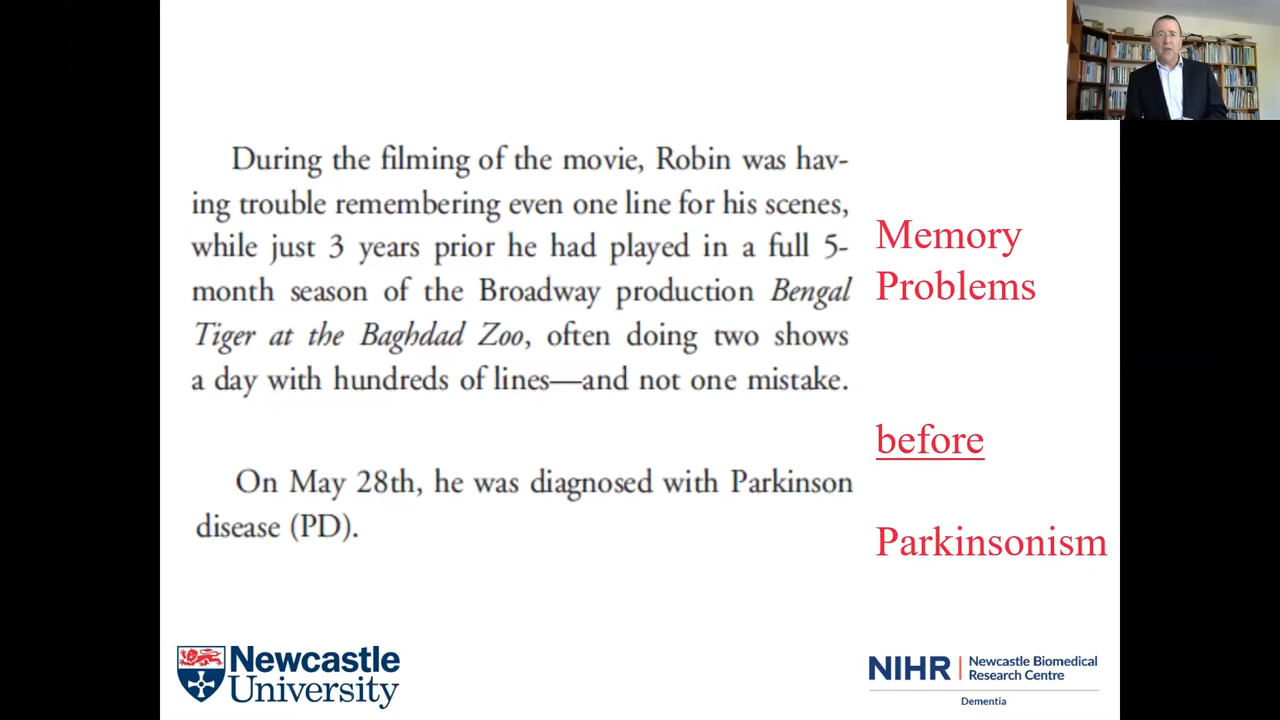 During the filming of the movie, Robin was hav-
ing trouble remembering even one line for his scenes,
while just 3 years prior he had played in a full 5-
month season of the Broadway production Bengal
Tiger at the Baghdad Zoo, often doing two shows
a day with hundreds of lines—and not one mistake.
On May 28th, he was diagnosed with Parkinson
disease (PD).
Memory
Problems
before
Parkinsonism
Newcastle
University
NIHR | Newcastle Biomedical
Research Centre
Dementia